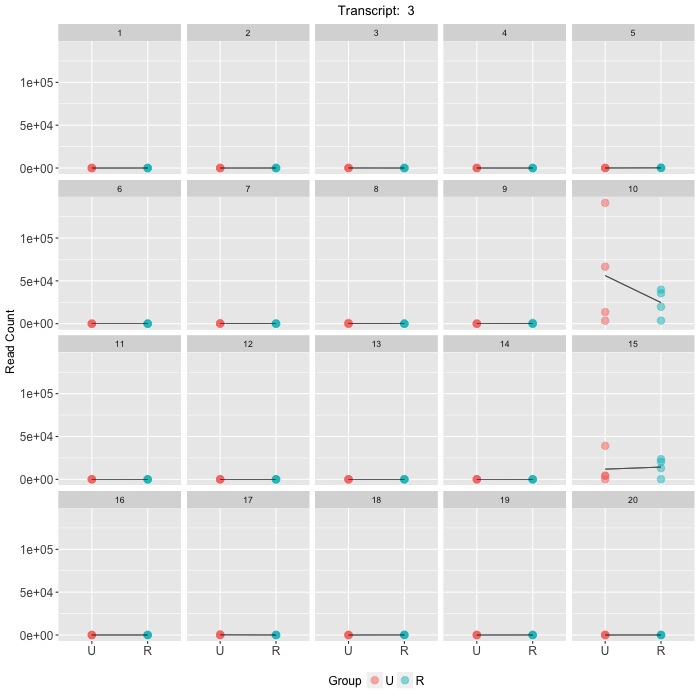 Transcript: 3
1 2 3 4 5
1e+05
5e+04
0e+00
6 7 8 9 10
1e+05
5e+04
0e+00
Read Count
11 12 13 14 15
1e+05
5e+04
0e+00
16 17 18 19 20
1e+05
5e+04
0e+00
U R U R U R U R U R
Group U R